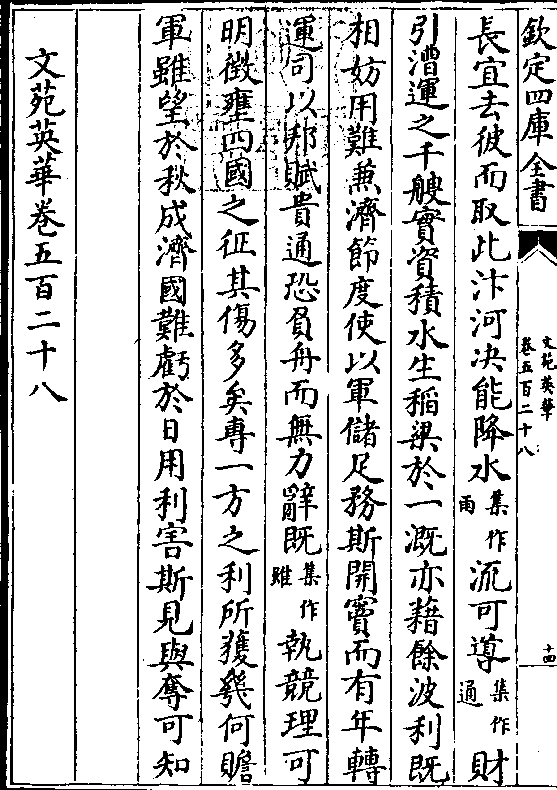 欽定四庫全書
文苑英華
卷五百二十八
十四
長宜去彼而取此汴河决能降水集作雨流可導集作通財
引漕運之千艘實資積水生稻粱於一溉亦藉餘波利既
相妨用難兼濟節度使以軍儲足務斯開竇而有年轉
運司以邦賦貴通恐負舟而無力辭既集作雖執競理可
明徵壅四國之征其傷多矣專一方之利所獲幾何贍
軍雖望於秋成濟國難虧於日用利害斯見與奪可知
文苑英華卷五百二十八